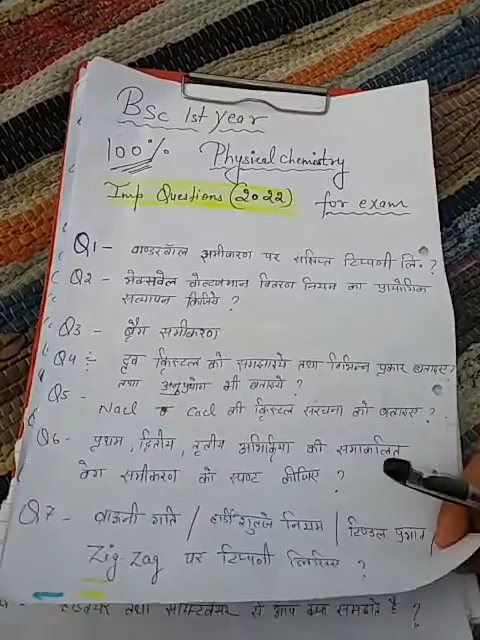 Bsc 1st year
100% Physical chemistry
Imp Questions (2022) for exam
Q1 - वाण्डरवॉल समीकरण पर संक्षिप्त टिप्पणी लि. ?
Q2 - मेक्सवेल वोल्टजमान वितरण नियम का प्रायोगिक
सत्यापन किजिये ?
Q3 - ब्रैग समीकरण
Q4 - द्रव क्रिस्टल को समझाइये तथा विभिन्न प्रकार बताइए?
तथा अनुप्रयोग भी बताइये ?
Q5 -
Nacl Cacl की क्रिस्टल संरचना को बताइए ?
Q6 - प्रथम, द्वितीय, तृतीय अभिक्रिया की समाकलित
वेग समीकरण को स्पष्ट कीजिए ?
Q7 - ब्राऊनी गति / हार्डी शुल्जे नियम / टिण्डल प्रभाव
Zig-Zag पर टिप्पणी लिखिए ?
तथा से आप क्या समझते है ?